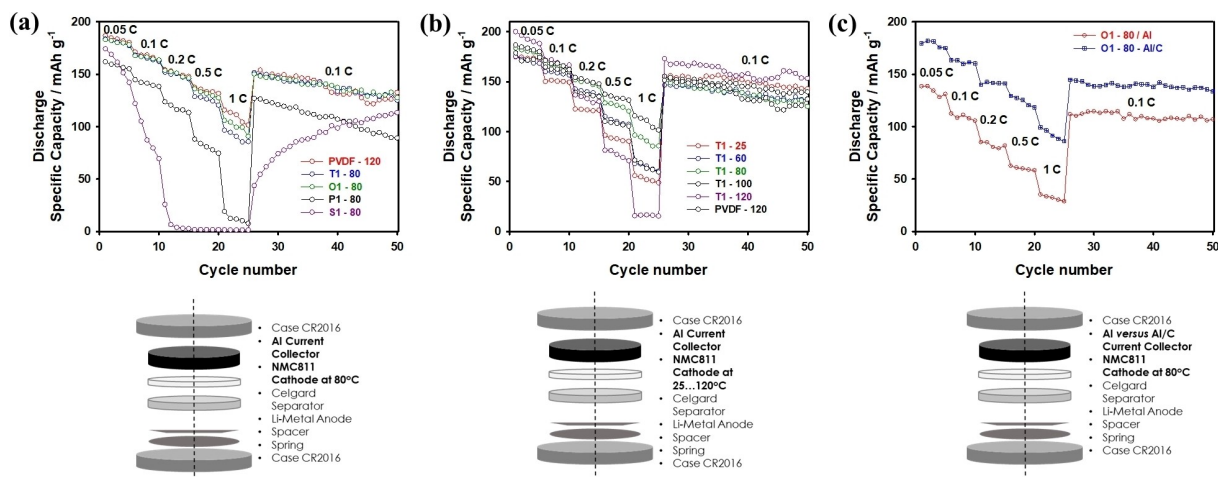 (a)
200
150
100
50
0
0
10
20
30
40
50
Discharge
Specific Capacity / mAh g-1
Cycle number
0.05 C
0.1 C
0.2 C
0.5 C
1 C
0.1 C
PVDF - 120
T1 - 80
O1 - 80
P1 - 80
S1 - 80
(b)
200
150
100
50
0
0
10
20
30
40
50
Discharge
Specific Capacity / mAh g-1
Cycle number
0.05 C
0.1 C
0.2 C
0.5 C
1 C
0.1 C
T1 - 25
T1 - 60
T1 - 80
T1 - 100
T1 - 120
PVDF - 120
(c)
200
150
100
50
0
0
10
20
30
40
50
Discharge
Specific Capacity / mAh g-1
Cycle number
O1 - 80 / Al
O1 - 80 - Al/C
0.05 C
0.1 C
0.2 C
0.5 C
1 C
0.1 C
• Case CR2016
• Al Current
Collector
• NMC811
Cathode at 80°C
• Celgard
Separator
• Li-Metal Anode
• Spacer
• Spring
• Case CR2016
• Case CR2016
• Al Current
Collector
• NMC811
Cathode at
25…120°C
• Celgard
Separator
• Li-Metal Anode
• Spacer
• Spring
• Case CR2016
• Case CR2016
• Al versus Al/C
Current Collector
• NMC811
Cathode at 80°C
• Celgard
Separator
• Li-Metal Anode
• Spacer
• Spring
• Case CR2016